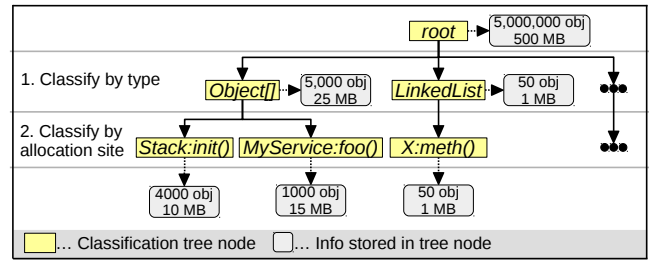 root
5,000,000 obj
500 MB
1. Classify by type
Object[]
5,000 obj
25 MB
LinkedList
50 obj
1 MB
2. Classify by
allocation site
Stack:init()
MyService:foo()
X:meth()
4000 obj
10 MB
1000 obj
15 MB
50 obj
1 MB
... Classification tree node
... Info stored in tree node